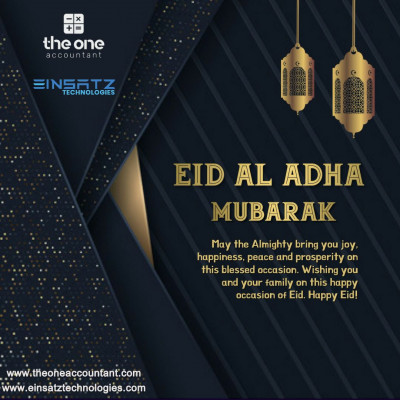 the one
accountant
EINSATZ
TECHNOLOGIES
EID AL ADHA
MUBARAK
May the Almighty bring you joy,
happiness, peace and prosperity on
this blessed occasion. Wishing you
and your family on this happy
occasion of Eid. Happy Eid!
www.theoheaccountant.com
www.einsatztechnologies.com